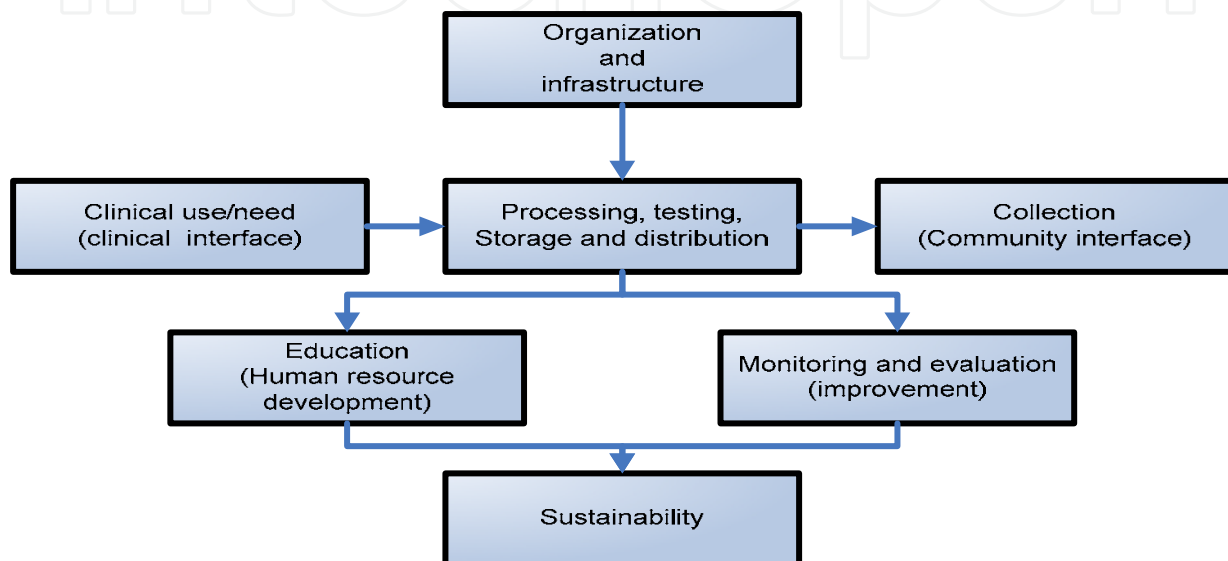 Organization
and
infrastructure
Clinical use/need
(clinical interface)
Processing, testing,
Storage and distribution
Collection
(Community interface)
Education
(Human resource
development)
Monitoring and evaluation
(improvement)
Sustainability